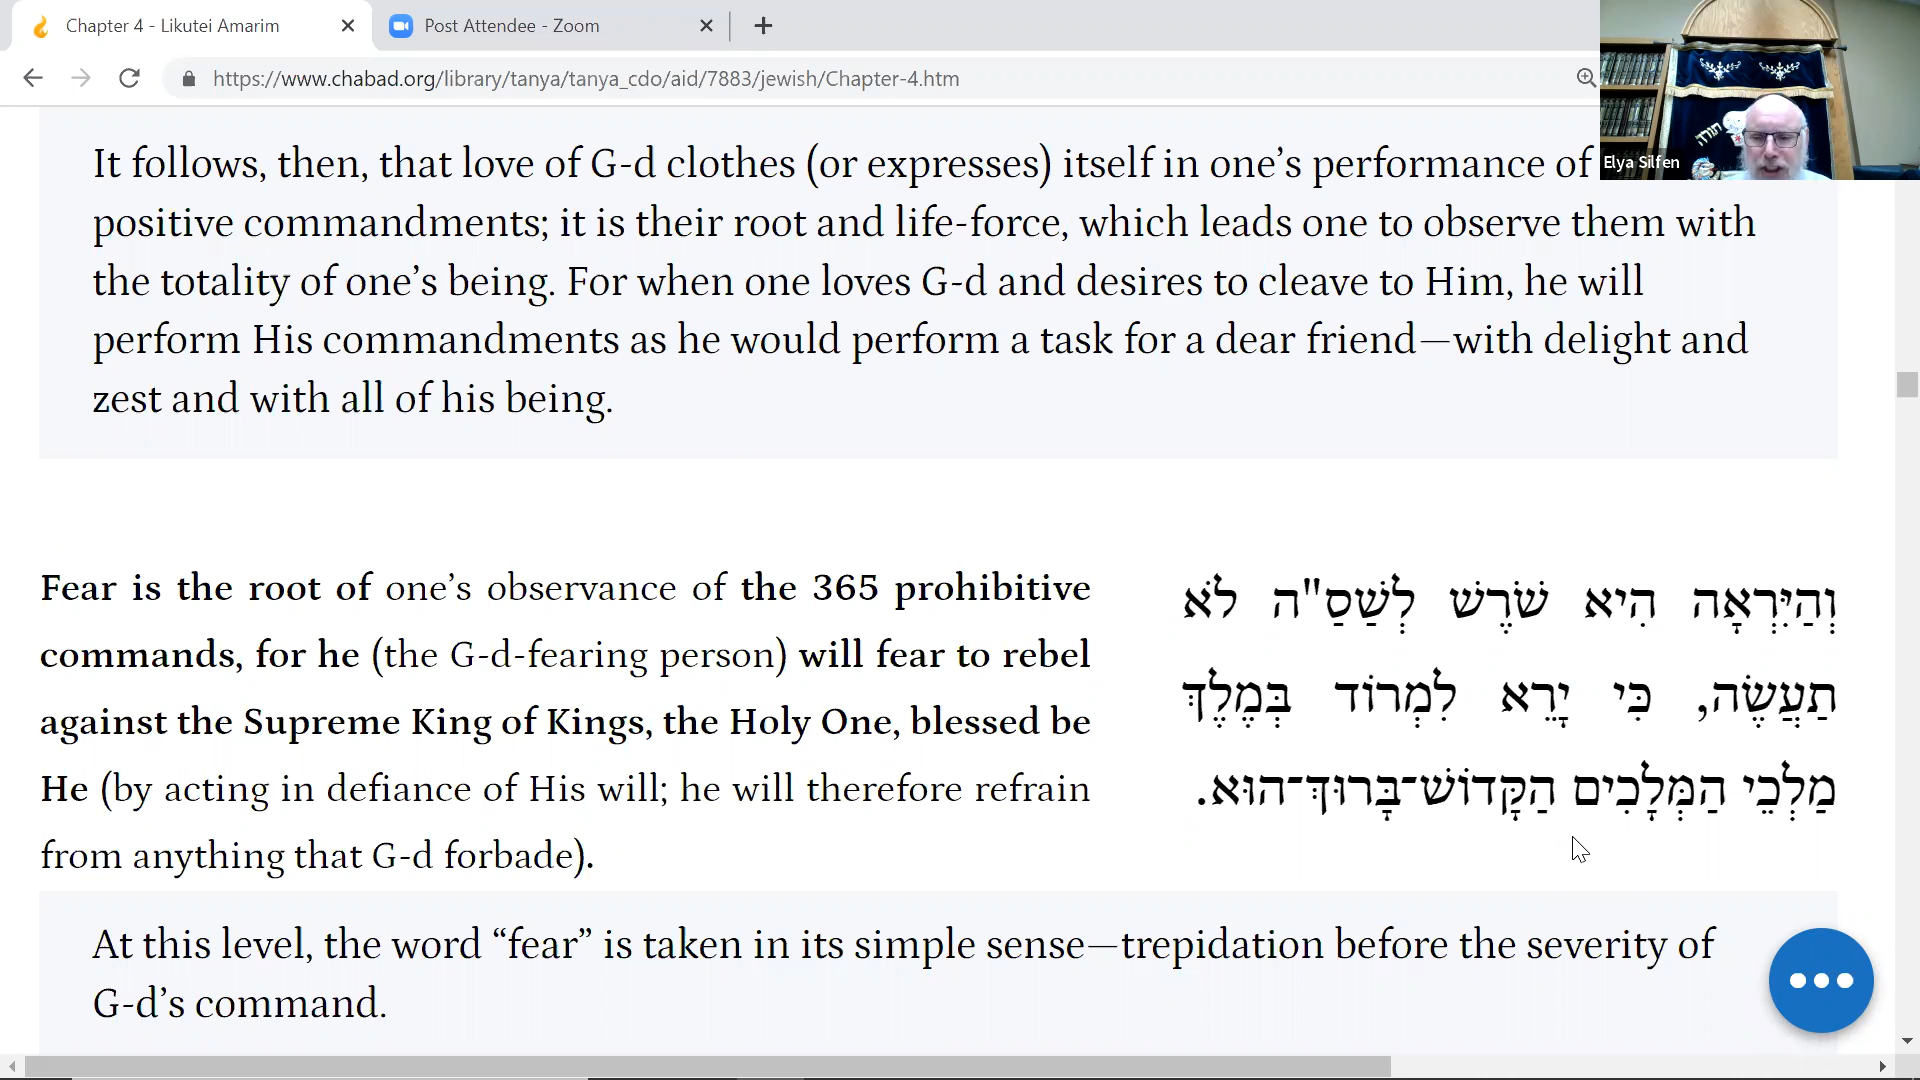 Chapter 4 - Likutei Amarim
Post Attendee - Zoom
https://www.chabad.org/library/tanya/tanya_cdo/aid/7883/jewish/Chapter-4.htm
Elya Silfen
תורה
It follows, then, that love of G-d clothes (or expresses) itself in one’s performance of
positive commandments; it is their root and life-force, which leads one to observe them with
the totality of one’s being. For when one loves G-d and desires to cleave to Him, he will
perform His commandments as he would perform a task for a dear friend—with delight and
zest and with all of his being.
Fear is the root of one’s observance of the 365 prohibitive
commands, for he (the G-d-fearing person) will fear to rebel
against the Supreme King of Kings, the Holy One, blessed be
He (by acting in defiance of His will; he will therefore refrain
from anything that G-d forbade).
וְהַיִּרְאָה הִיא שֹׁרֶשׁ לְשַׁסַ"ה לֹא
תַעֲשֶׂה, כִּי יָרֵא לִמְרוֹד בְּמֶלֶךְ
מַלְכֵי הַמְּלָכִים הַקָּדוֹשׁ־בָּרוּךְ־הוּא.
At this level, the word “fear” is taken in its simple sense—trepidation before the severity of
G-d’s command.